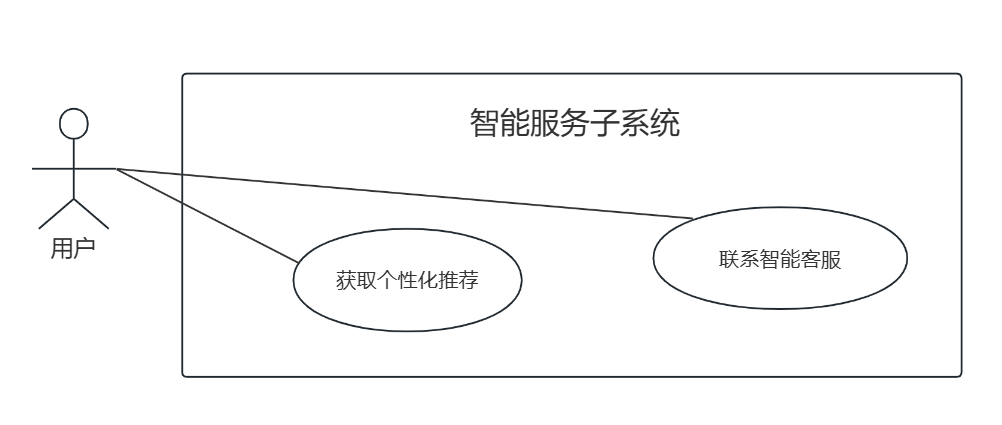 智能服务子系统
用户
获取个性化推荐
联系智能客服